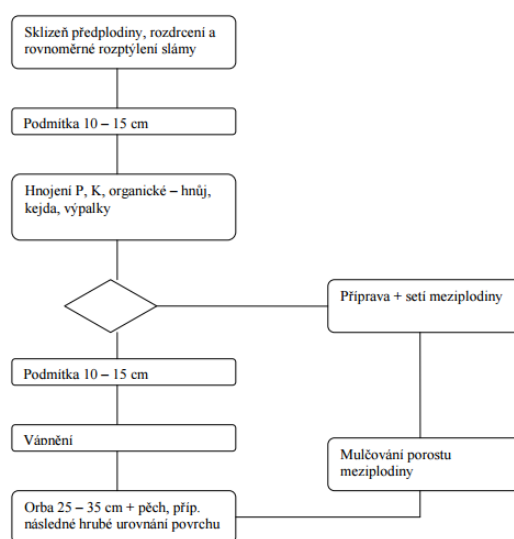 Sklizeň předplodiny, rozdrcení a
rovnoměrné rozptýlení slámy
Podmítka 10 – 15 cm
Hnojení P, K, organické – hnůj,
kejda, výpalky
Příprava + setí meziplodiny
Podmítka 10 – 15 cm
Vápnění
Mulčování porostu
meziplodiny
Orba 25 – 35 cm + pěch, příp.
následné hrubé urovnání povrchu